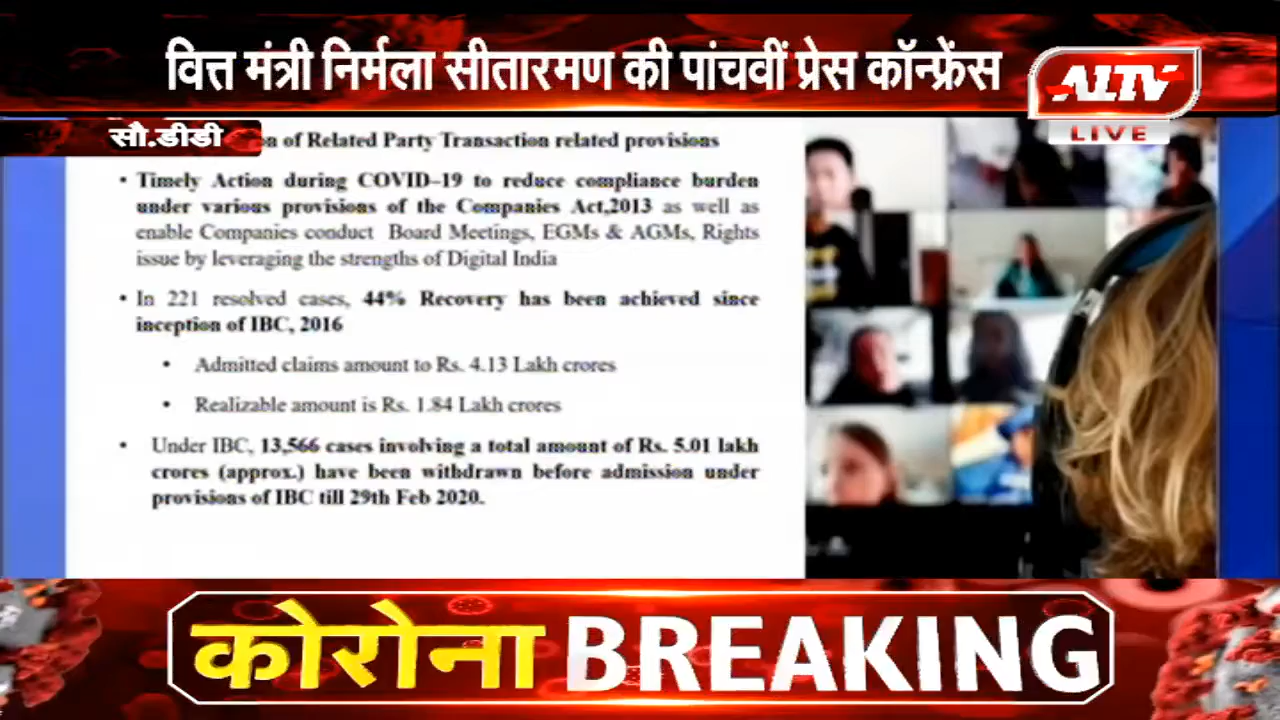 वित्त मंत्री निर्मला सीतारमण की पांचवीं प्रेस कॉन्फ्रेंस
ALTV
LIVE
सौ.डीडी
n of Related Party Transaction related provisions
• Timely Action during COVID–19 to reduce compliance burden
under various provisions of the Companies Act,2013 as well as
enable Companies conduct Board Meetings, EGMs & AGMs, Rights
issue by leveraging the strengths of Digital India
• In 221 resolved cases, 44% Recovery has been achieved since
inception of IBC, 2016
• Admitted claims amount to Rs. 4.13 Lakh crores
• Realizable amount is Rs. 1.84 Lakh crores
• Under IBC, 13,566 cases involving a total amount of Rs. 5.01 lakh
crores (approx.) have been withdrawn before admission under
provisions of IBC till 29th Feb 2020.
कोरोना BREAKING